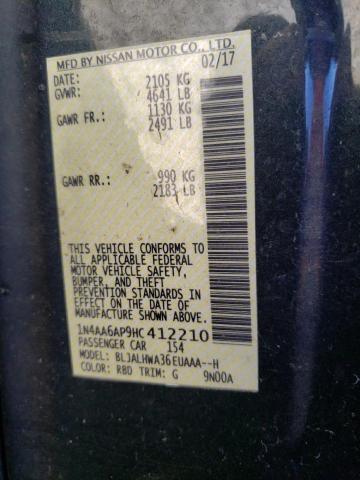 MFD BY NISSAN MOTOR CO., LTD.
02/17
DATE: 2105 KG
GVWR: 4641 LB
GAWR FR.: 1130 KG
2491 LB
GAWR RR.: 990 KG
2183 LB
THIS VEHICLE CONFORMS TO
ALL APPLICABLE FEDERAL
MOTOR VEHICLE SAFETY,
BUMPER, AND THEFT
PREVENTION STANDARDS IN
EFFECT ON THE DATE OF
MANUFACTURE SHOWN ABOVE.
1N4AA6AP9HC412210
PASSENGER CAR 154
MODEL: BLJALHWA36EUAAA--H
COLOR: RBD TRIM: G 9N00A